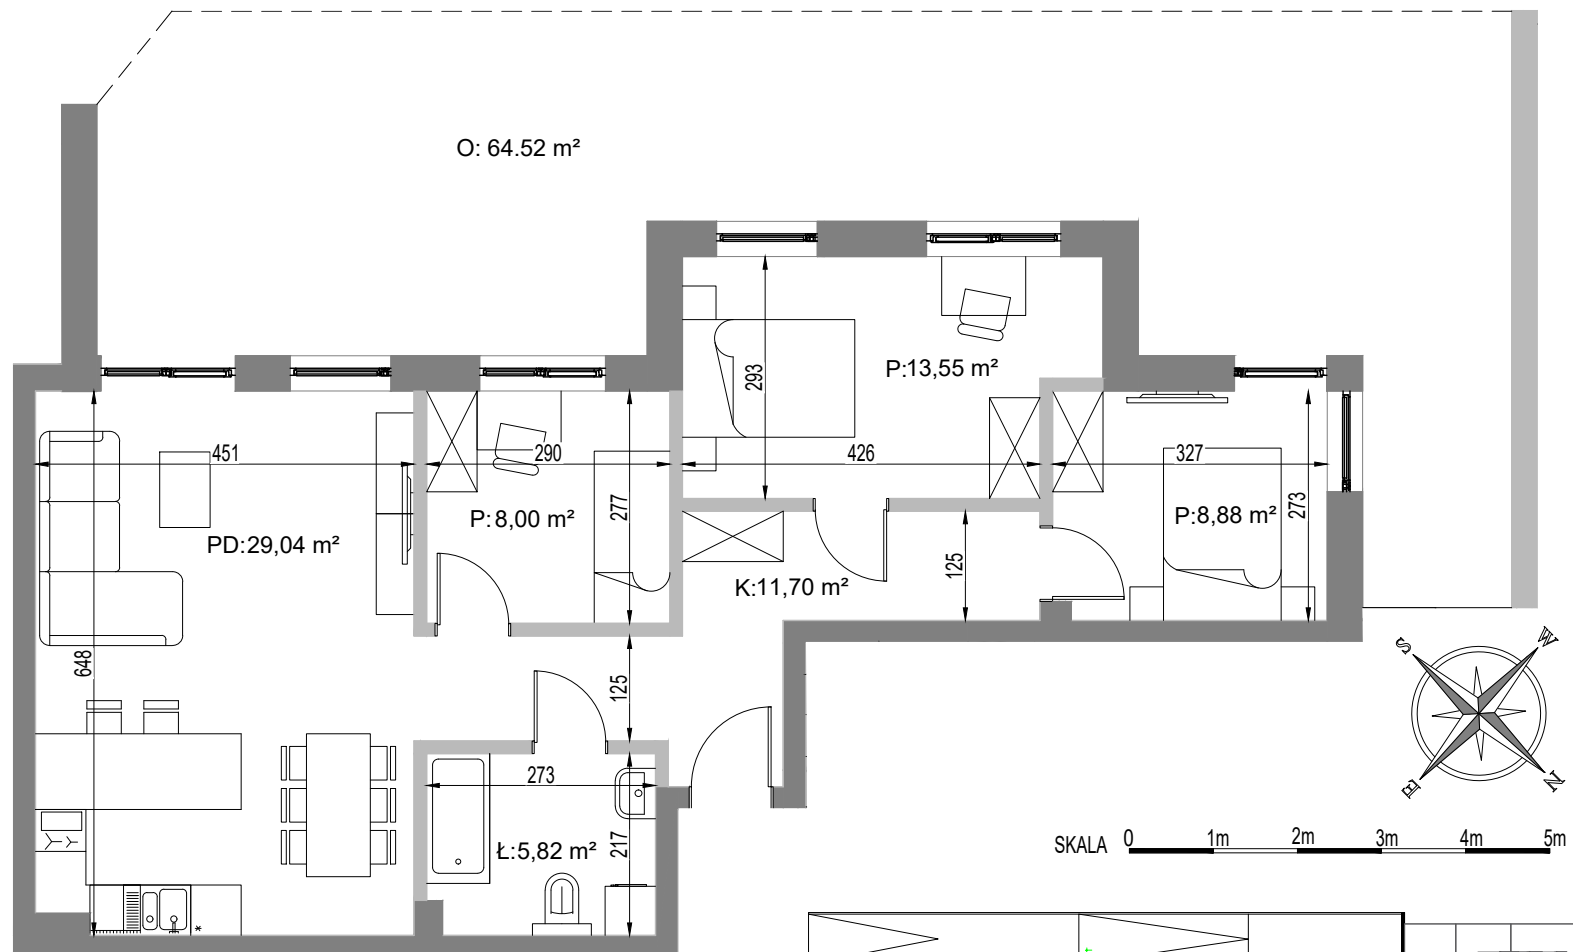 O: 64.52 m²
293
P:13,55 m²
451
290
426
327
277
273
P:8,00 m²
P:8,88 m²
PD:29,04 m²
125
K:11,70 m²
648
125
S
W
273
E
N
217
Ł:5,82 m²
SKALA 0 1m 2m 3m 4m 5m
*